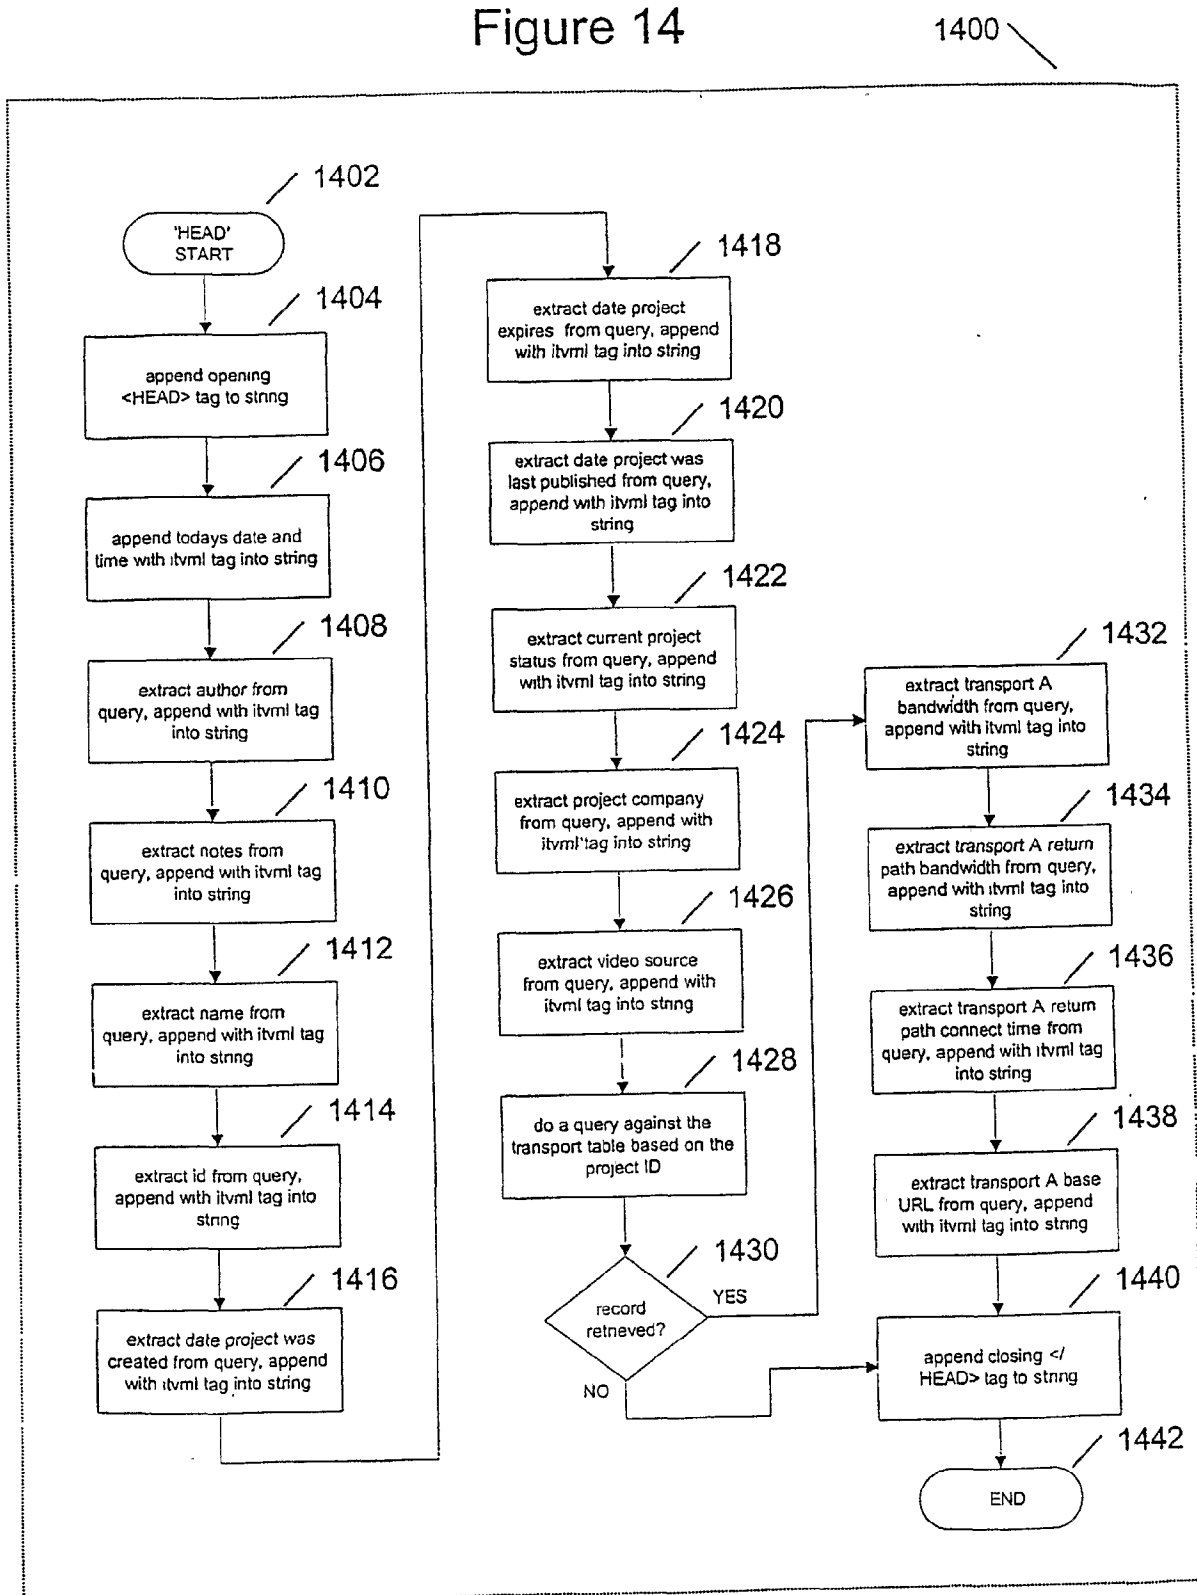 Figure 14
1400
1402
'HEAD'
START
1404
append opening
<HEAD> tag to string
1406
append todays date and
time with itvml tag into string
1408
extract author from
query, append with itvml tag
into string
1410
extract notes from
query, append with itvml tag
into string
1412
extract name from
query, append with itvml tag
into string
1414
extract id from query,
append with itvml tag into
string
1416
extract date project was
created from query, append
with itvml tag into string
1418
extract date project
expires from query, append
with itvml tag into string
1420
extract date project was
last published from query,
append with itvml tag into
string
1422
extract current project
status from query, append
with itvml tag into string
1424
extract project company
from query, append with
itvml tag into string
1426
extract video source
from query, append with
itvml tag into string
1428
do a query against the
transport table based on the
project ID
1430
record
retrieved?
YES
NO
1432
extract transport A
bandwidth from query,
append with itvml tag into
string
1434
extract transport A return
path bandwidth from query,
append with itvml tag into
string
1436
extract transport A return
path connect time from
query, append with itvml tag
into string
1438
extract transport A base
URL from query, append
with itvml tag into string
1440
append closing </
HEAD> tag to string
1442
END